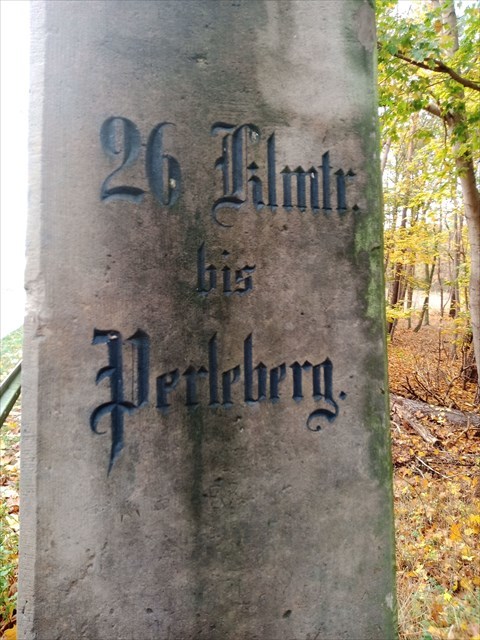 26 Klmtr.
bis
Perleberg.